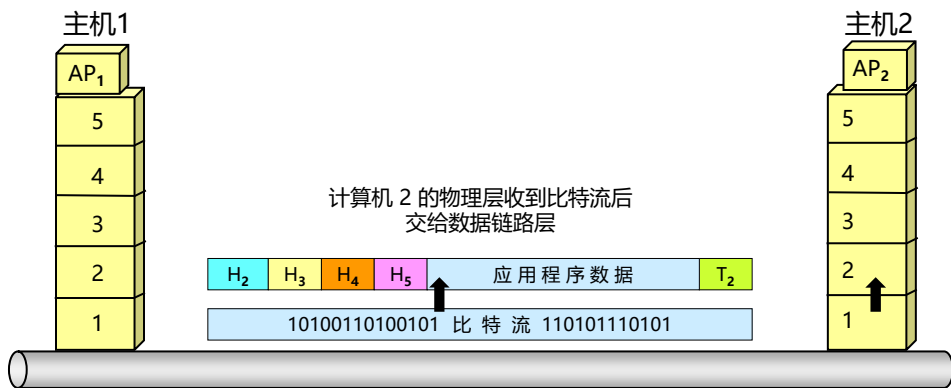 主机1
主机2
AP1
AP2
5
5
4
4
3
3
2
2
1
1
计算机 2 的物理层收到比特流后
交给数据链路层
H2 H3 H4 H5 应 用 程 序 数 据 T2
10100110100101 比 特 流 110101110101